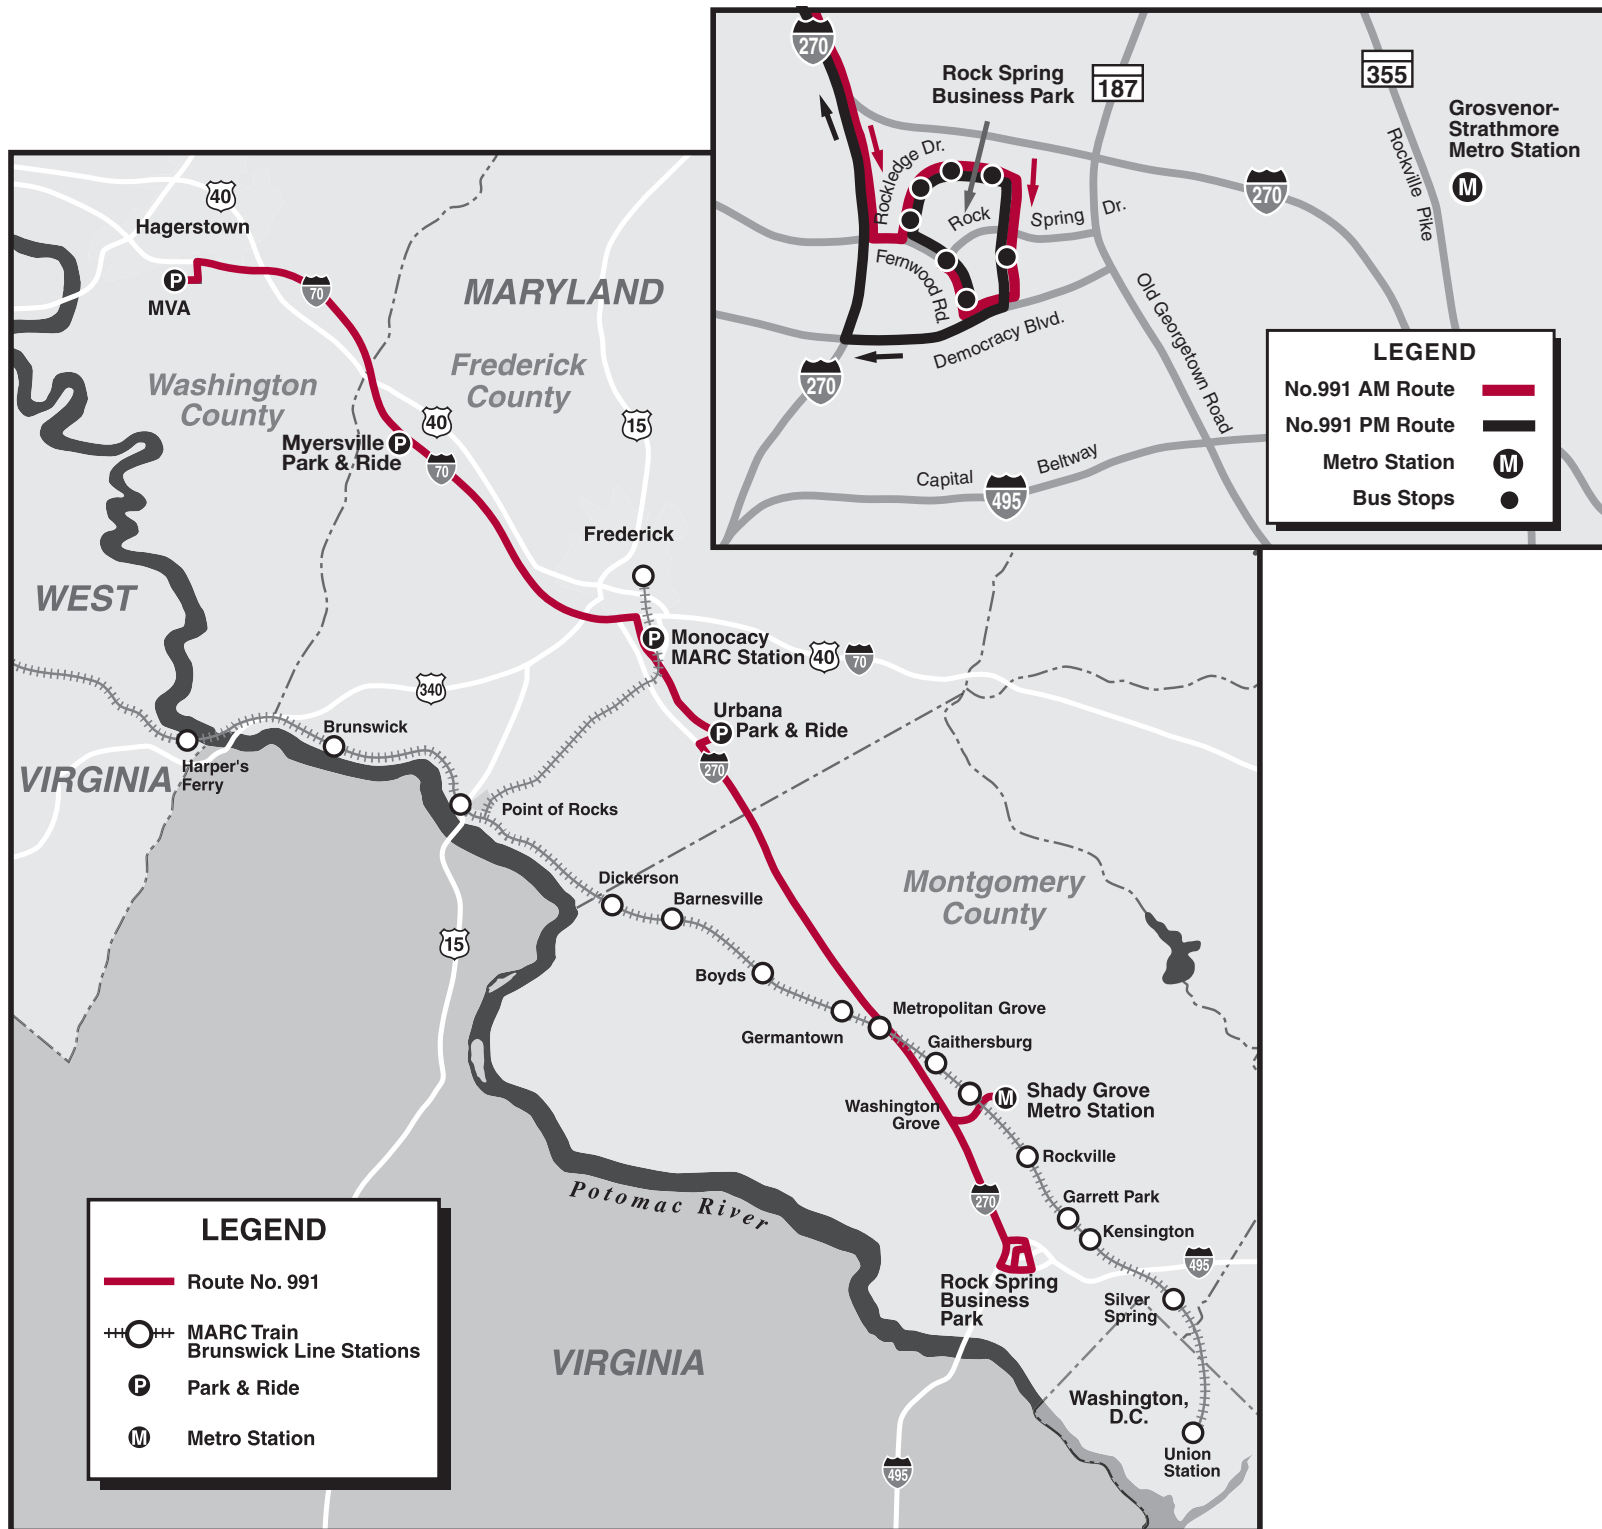 270
Rock Spring
Business Park
187
355
Grosvenor-
Strathmore
Metro Station
M
Rockledge Dr.
Rock
Spring
Dr.
270
Rockville Pike
Fernwood Rd.
Old Georgetown Road
Democracy Blvd.
270
Capital
Beltway
495
LEGEND
No.991 AM Route
No.991 PM Route
Metro Station
M
Bus Stops
40
Hagerstown
P
MVA
70
MARYLAND
Washington
County
Frederick
County
40
15
Myersville
Park & Ride
P
70
Frederick
WEST
P
Monocacy
MARC Station
40
70
340
Urbana
Park & Ride
P
270
Brunswick
Harper's
Ferry
VIRGINIA
Point of Rocks
Dickerson
Barnesville
Montgomery
County
15
Boyds
Germantown
Metropolitan Grove
Gaithersburg
Washington
Grove
M
Shady Grove
Metro Station
Rockville
Garrett Park
Kensington
270
Potomac River
495
Rock Spring
Business
Park
Silver
Spring
VIRGINIA
Washington,
D.C.
Union
Station
495
LEGEND
Route No. 991
MARC Train
Brunswick Line Stations
P
Park & Ride
M
Metro Station